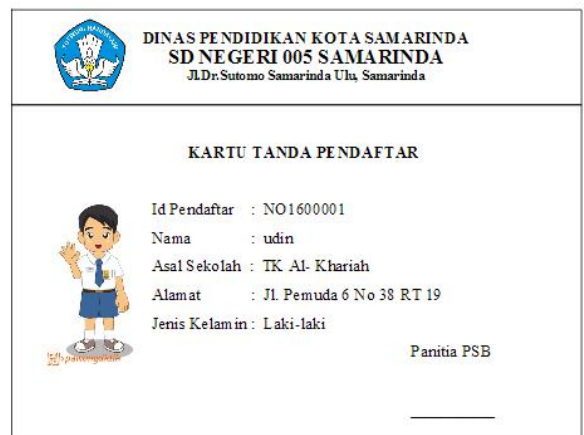 DINAS PENDIDIKAN KOTA SAMARINDA
SD NEGERI 005 SAMARINDA
Jl.Dr.Sutomo Samarinda Ulu, Samarinda
KARTU TANDA PENDAFTAR
Id Pendaftar : NO1600001
Nama : udin
Asal Sekolah : TK Al- Khariah
Alamat : Jl. Pemuda 6 No 38 RT 19
Jenis Kelamin : Laki-laki
Panitia PSB